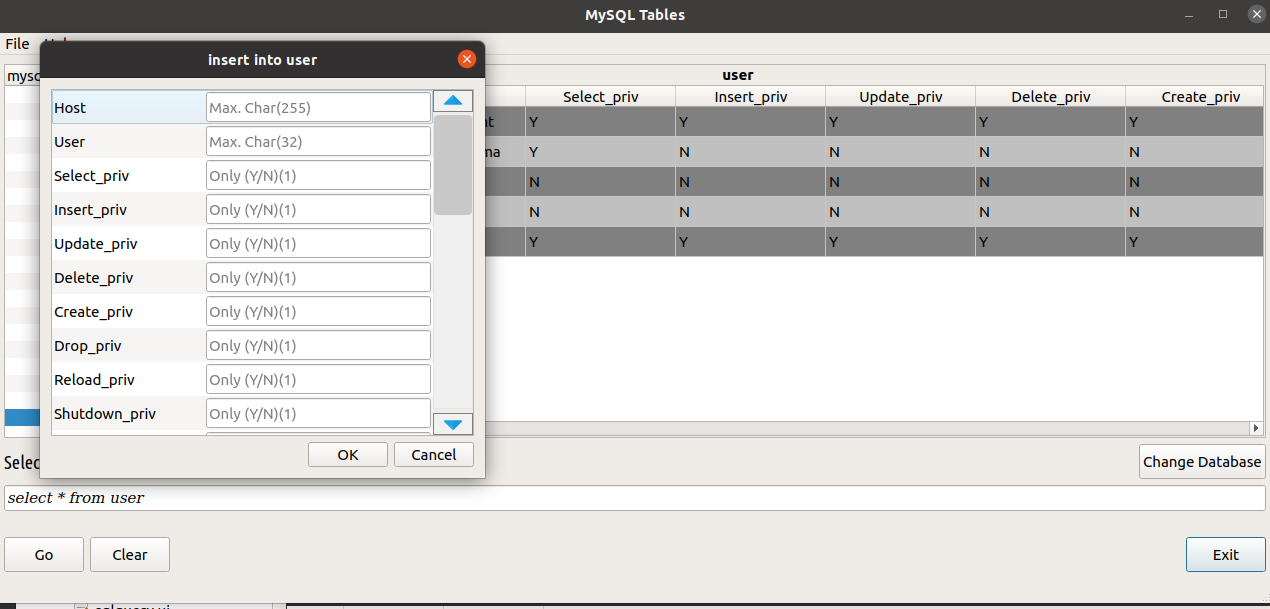 MySQL Tables
File
insert into user
mysc
user
Select_priv Insert_priv Update_priv Delete_priv Create_priv
Host Max. Char(255)
User Max. Char(32)
Select_priv Only (Y/N)(1)
Insert_priv Only (Y/N)(1)
Update_priv Only (Y/N)(1)
Delete_priv Only (Y/N)(1)
Create_priv Only (Y/N)(1)
Drop_priv Only (Y/N)(1)
Reload_priv Only (Y/N)(1)
Shutdown_priv Only (Y/N)(1)
OK Cancel
nt Y Y Y Y Y
ma Y N N N N
N N N N N
N N N N N
Y Y Y Y Y
Selec
Change Database
select * from user
Go Clear Exit